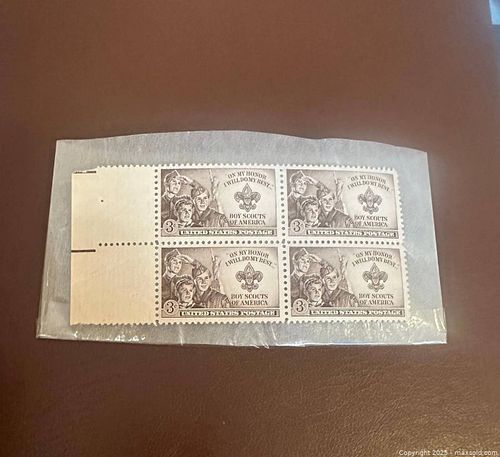 "ON MY HONOR
I WILL DO MY BEST..."
BOY SCOUTS
OF AMERICA
3¢
UNITED STATES POSTAGE
"ON MY HONOR
I WILL DO MY BEST..."
BOY SCOUTS
OF AMERICA
3¢
UNITED STATES POSTAGE
"ON MY HONOR
I WILL DO MY BEST..."
BOY SCOUTS
OF AMERICA
3¢
UNITED STATES POSTAGE
"ON MY HONOR
I WILL DO MY BEST..."
BOY SCOUTS
OF AMERICA
3¢
UNITED STATES POSTAGE
Copyright 2025 - maxsold.com